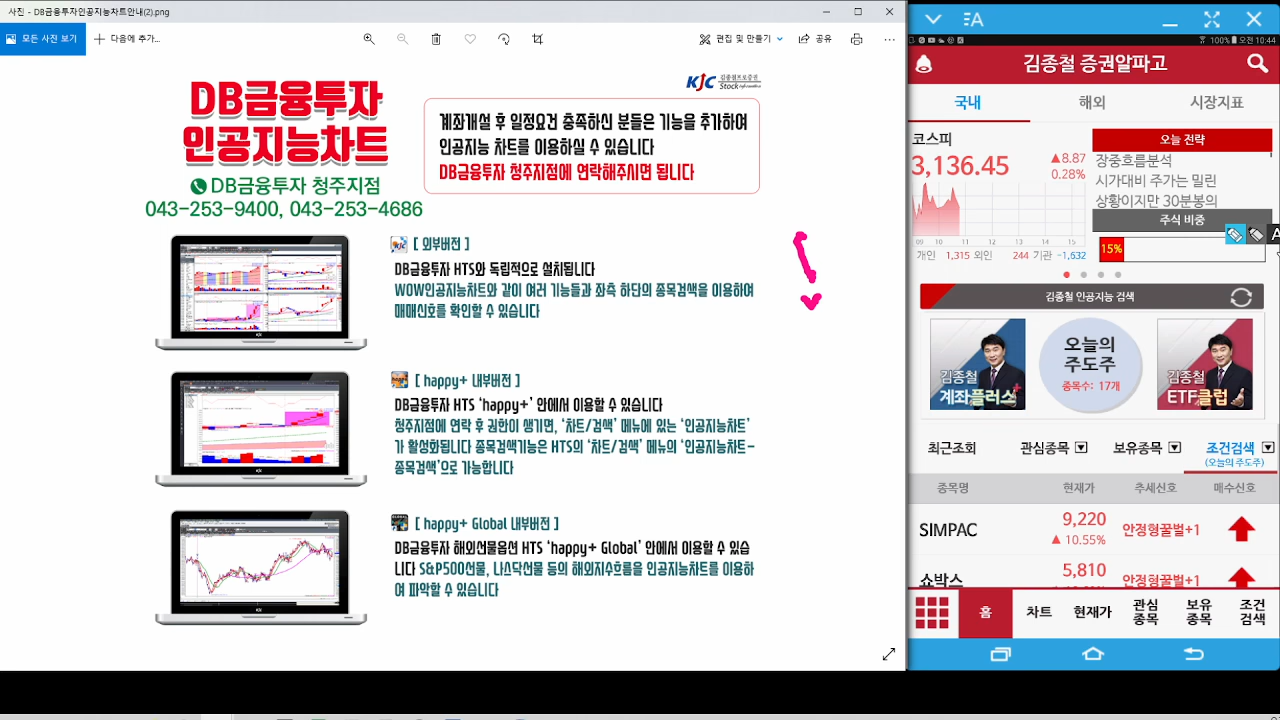 사진 - DB금융투자인공지능차트안내(2).png
모든 사진 보기
다음에 추가...
편집 및 만들기
공유
DB금융투자
인공지능차트
DB금융투자 청주지점
043-253-9400, 043-253-4686
KJC
Stock
계좌개설 후 일정요건 충족하신 분들은 기능을 추가하여
인공지능 차트를 이용하실 수 있습니다
DB금융투자 청주지점에 연락해주시면 됩니다
[ 외부버전 ]
DB금융투자 HTS와 독립적으로 설치됩니다
WOW인공지능차트와 같이 여러 기능들과 좌측 하단의 종목검색을 이용하여
매매신호를 확인할 수 있습니다
[ happy+ 내부버전 ]
DB금융투자 HTS ‘happy+’ 안에서 이용할 수 있습니다
청주지점에 연락 후 권한이 생기면, ‘차트/검색’ 메뉴에 있는 ‘인공지능차트’
가 활성화됩니다 종목검색기능은 HTS의 ‘차트/검색’ 메뉴의 ‘인공지능차트-
종목검색’으로 가능합니다
[ happy+ Global 내부버전 ]
DB금융투자 해외선물옵션 HTS ‘happy+ Global’ 안에서 이용할 수 있습
니다 S&P500선물, 나스닥선물 등의 해외지수흐름을 인공지능차트를 이용하
여 파악할 수 있습니다
100% 오전 10:44
김종철 증권알파고
국내 해외 시장지표
코스피
3,136.45
▲8.87
0.28%
09 10 11 12 13 14 15
개인 1,315 외인 244 기관 -1,632
오늘 전략
장중흐름분석
시가대비 주가는 밀린
상황이지만 30분봉의
주식 비중
15%
김종철 인공지능 검색
김종철
계좌플러스
오늘의
주도주
종목수: 17개
김종철
ETF클럽
최근조회 관심종목 보유종목 조건검색
(오늘의 주도주)
종목명 현재가 추세신호 매수신호
SIMPAC 9,220 안정형꿀벌+1
▲ 10.55%
쇼박스 5,810 안정형꿀벌+1
홈 차트 현재가 관심 종목 보유 종목 조건 검색